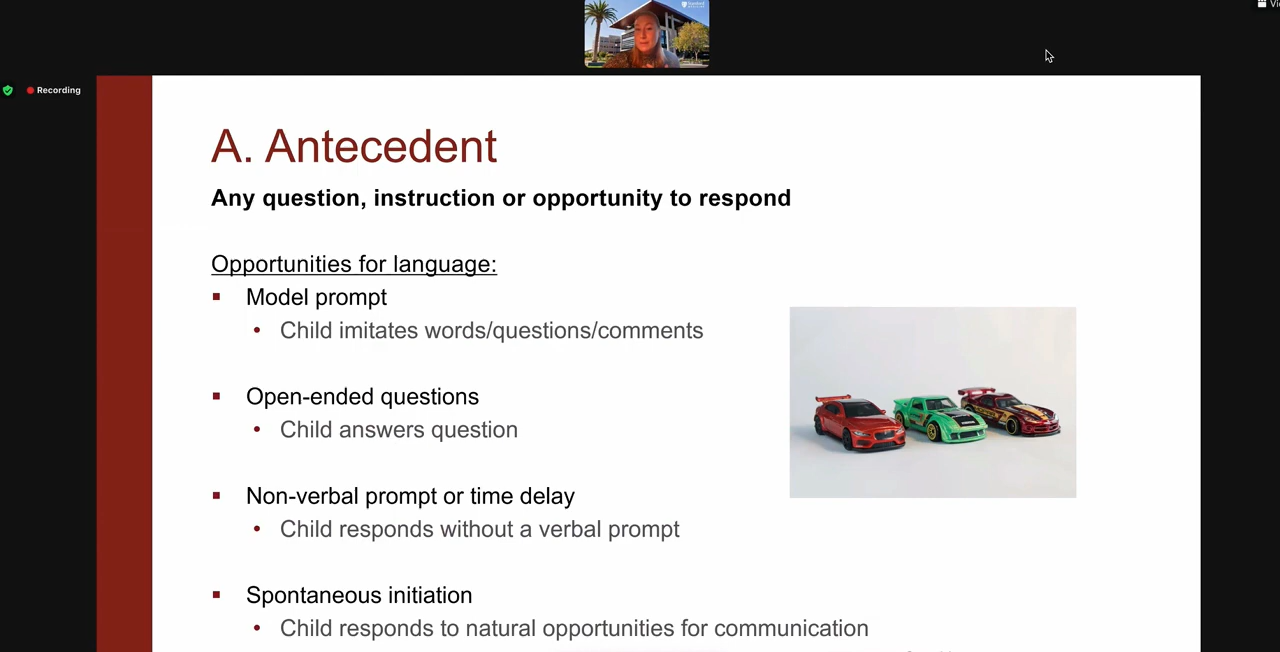 Stanford
Vi
Recording
A. Antecedent
Any question, instruction or opportunity to respond
Opportunities for language:
▪ Model prompt
• Child imitates words/questions/comments
▪ Open-ended questions
• Child answers question
▪ Non-verbal prompt or time delay
• Child responds without a verbal prompt
▪ Spontaneous initiation
• Child responds to natural opportunities for communication